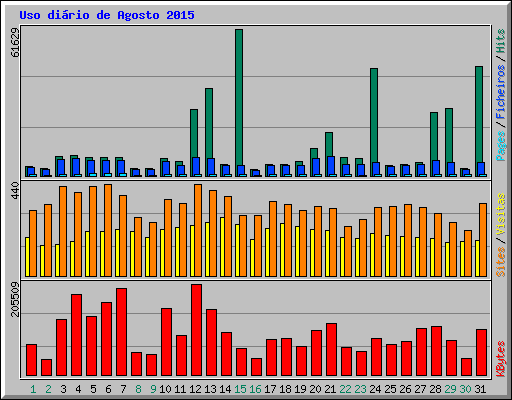 Uso diário de Agosto 2015
61629
Pages / Ficheiros / Hits
440
Sites / Visitas
205509
KBytes
1 2 3 4 5 6 7 8 9 10 11 12 13 14 15 16 17 18 19 20 21 22 23 24 25 26 27 28 29 30 31